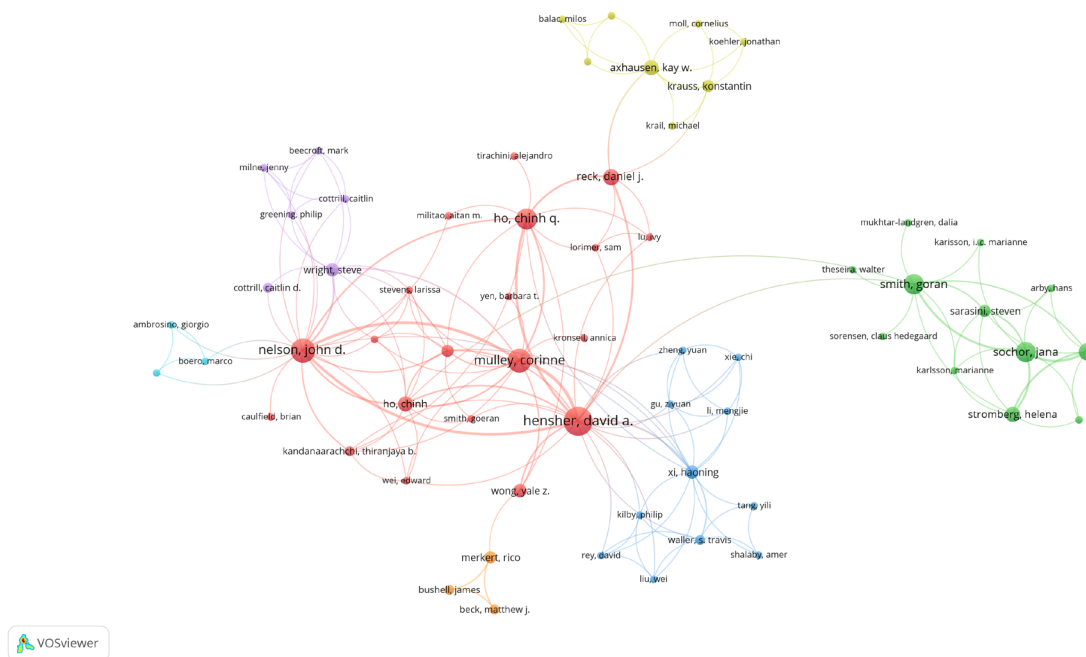 balac, milos
moll, cornelius
koehler, jonathan
axhausen, kay w.
krauss, konstantin
krail, michael
beecroft, mark
tirachini, alejandro
milne, jenny
reck, daniel j.
cottrill, caitlin
greening, philip
militao, aitan m.
ho, chinh q.
mukhtar-landgren, dalia
lu, ivy
karisson, i. c. marianne
lorimer, sam
wright, steve
theseira, walter
smith, goran
cottrill, caitlin d.
stevens, larissa
arby, hans
yen, barbara t.
sarasini, steven
ambrosino, giorgio
kronsell, annica
sorensen, claus hedegaard
nelson, john d.
zheng, yuan
sochor, jana
boero, marco
mulley, corinne
xie, chi
karlsson, marianne
gu, ziyuan
ho, chinh
li, mengjie
caulfield, brian
smith, goeran
hensher, david a.
stromberg, helena
kandanaarachchi, thiranjaya b.
xi, haoning
wei, edward
wong, yale z.
tang, yili
kilby, philip
waller, s. travis
merkert, rico
rey, david
shalaby, amer
liu, wei
bushell, james
beck, matthew j.
VOSviewer